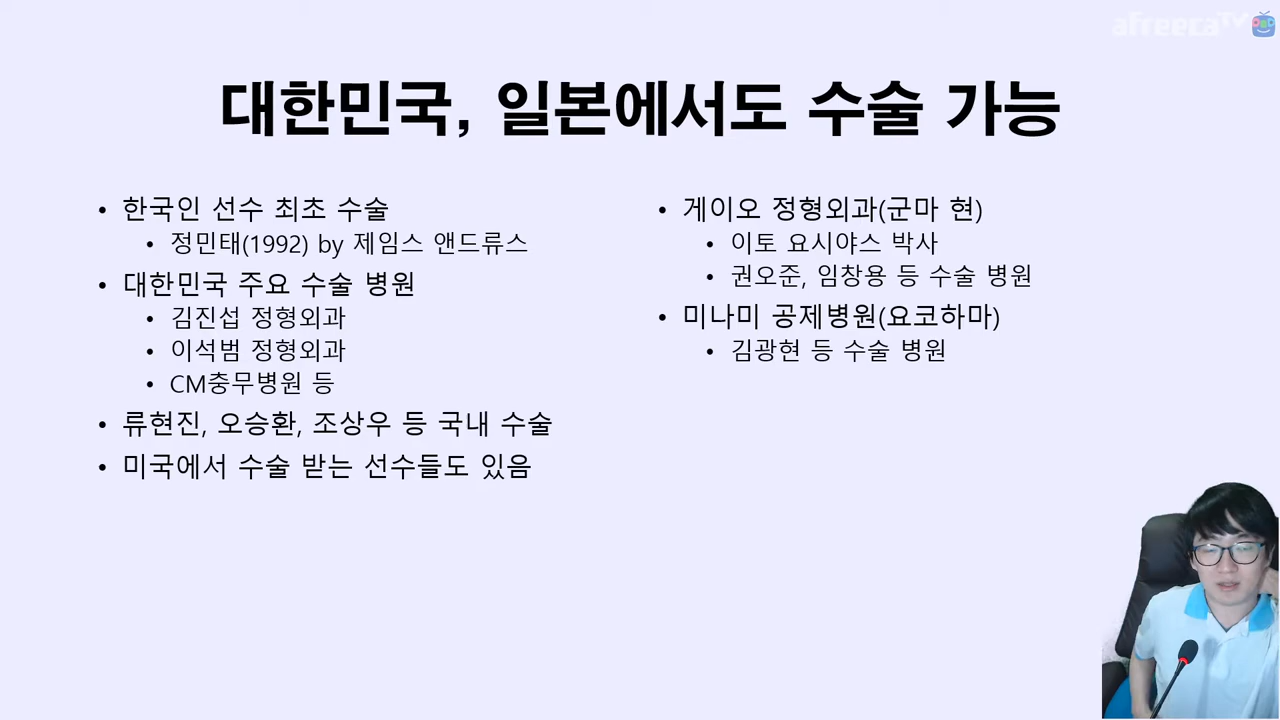 afreecaTV
대한민국, 일본에서도 수술 가능
• 한국인 선수 최초 수술
• 정민태(1992) by 제임스 앤드류스
• 대한민국 주요 수술 병원
• 김진섭 정형외과
• 이석범 정형외과
• CM충무병원 등
• 류현진, 오승환, 조상우 등 국내 수술
• 미국에서 수술 받는 선수들도 있음
• 게이오 정형외과(군마 현)
• 이토 요시야스 박사
• 권오준, 임창용 등 수술 병원
• 미나미 공제병원(요코하마)
• 김광현 등 수술 병원